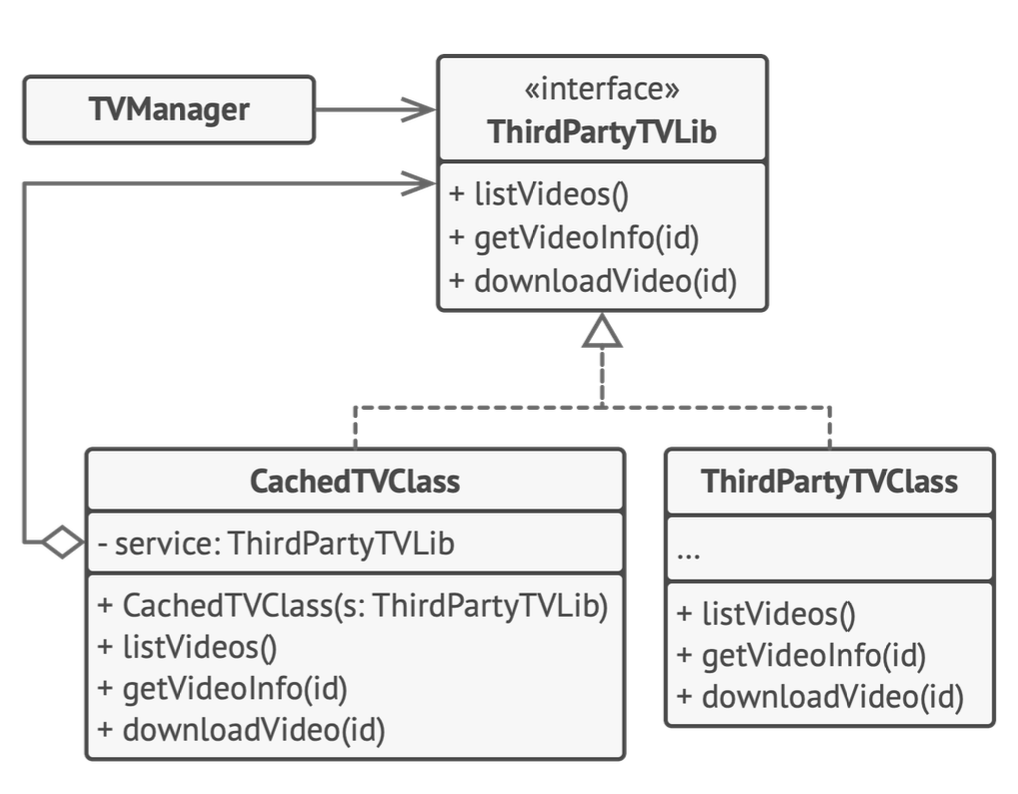 TVManager
«interface»
ThirdPartyTVLib
+ listVideos()
+ getVideoInfo(id)
+ downloadVideo(id)
CachedTVClass
- service: ThirdPartyTVLib
+ CachedTVClass(s: ThirdPartyTVLib)
+ listVideos()
+ getVideoInfo(id)
+ downloadVideo(id)
ThirdPartyTVClass
...
+ listVideos()
+ getVideoInfo(id)
+ downloadVideo(id)